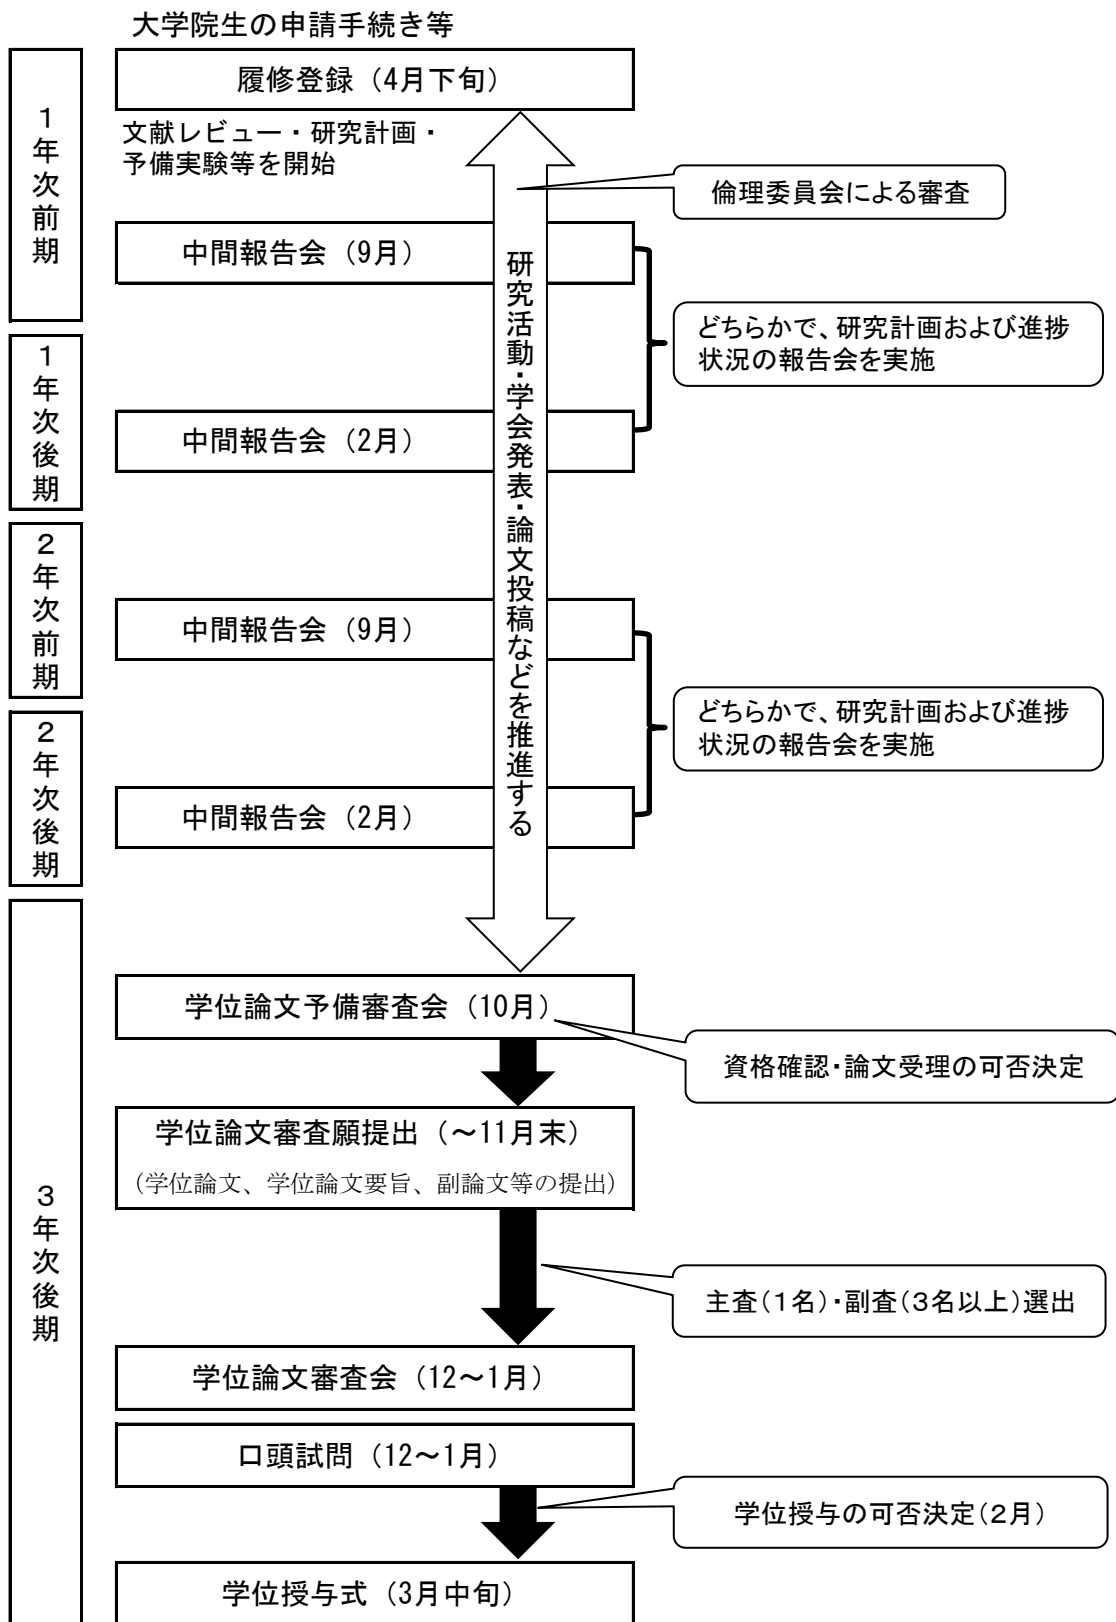 大学院生の申請手続き等
1年次前期
履修登録（4月下旬）
文献レビュー・研究計画・
予備実験等を開始
倫理委員会による審査
中間報告会（9月）
研究活動・学会発表・論文投稿などを推進する
どちらかで、研究計画および進捗
状況の報告会を実施
1年次後期
中間報告会（2月）
2年次前期
中間報告会（9月）
どちらかで、研究計画および進捗
状況の報告会を実施
2年次後期
中間報告会（2月）
3年次後期
学位論文予備審査会（10月）
資格確認・論文受理の可否決定
学位論文審査願提出（～11月末）
（学位論文、学位論文要旨、副論文等の提出）
主査（1名）・副査（3名以上）選出
学位論文審査会（12～1月）
口頭試問（12～1月）
学位授与の可否決定（2月）
学位授与式（3月中旬）